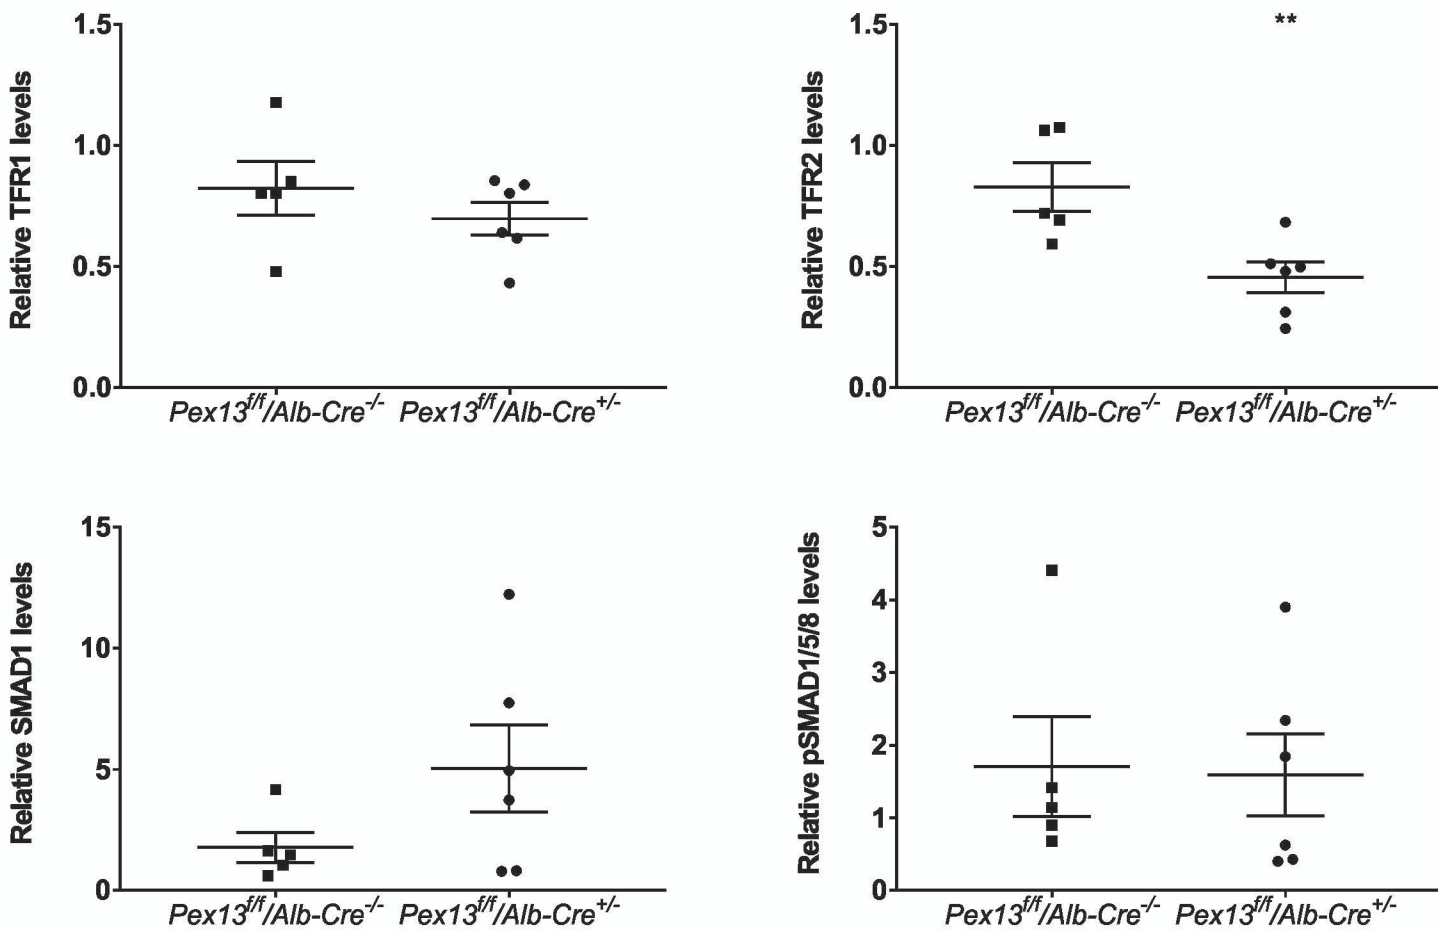 1.5
1.0
0.5
0.0
Relative TFR1 levels
Pex13f/f/Alb-Cre-/- Pex13f/f/Alb-Cre+/-
**
1.5
1.0
0.5
0.0
Relative TFR2 levels
Pex13f/f/Alb-Cre-/- Pex13f/f/Alb-Cre+/-
15
10
5
0
Relative SMAD1 levels
Pex13f/f/Alb-Cre-/- Pex13f/f/Alb-Cre+/-
5
4
3
2
1
0
Relative pSMAD1/5/8 levels
Pex13f/f/Alb-Cre-/- Pex13f/f/Alb-Cre+/-